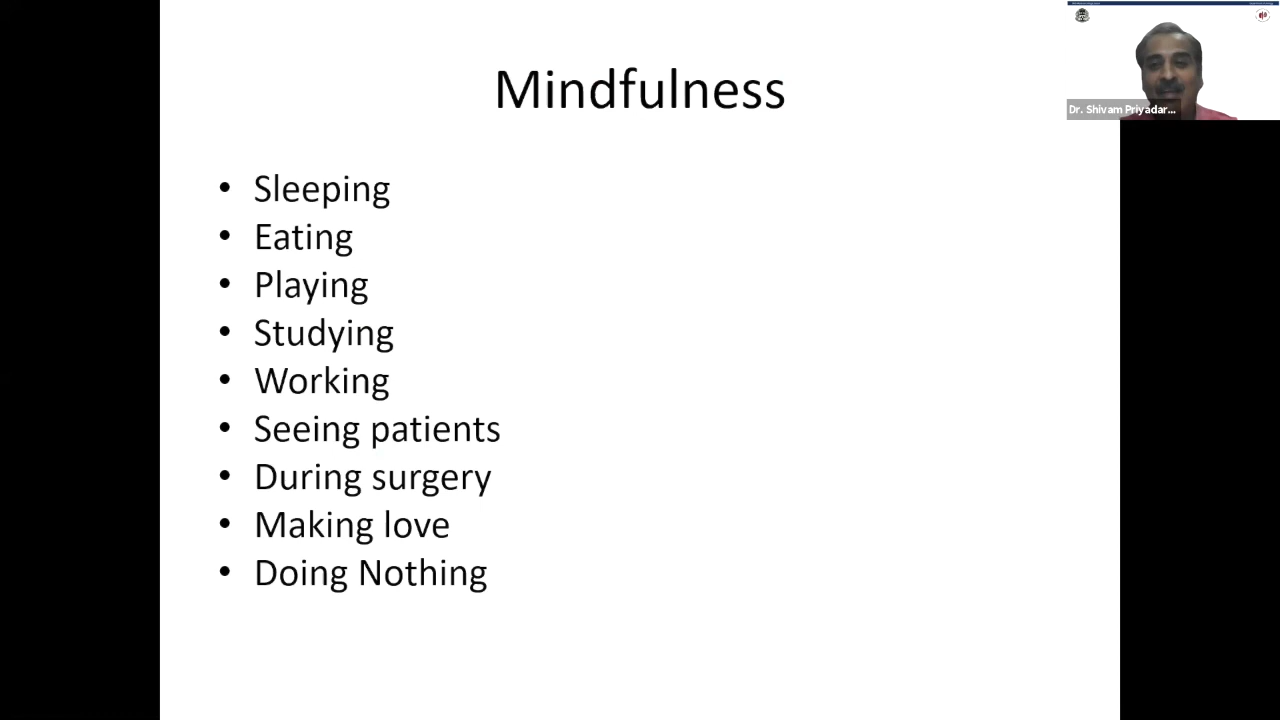 Mindfulness
• Sleeping
• Eating
• Playing
• Studying
• Working
• Seeing patients
• During surgery
• Making love
• Doing Nothing
Dr. Shivam Priyadar...